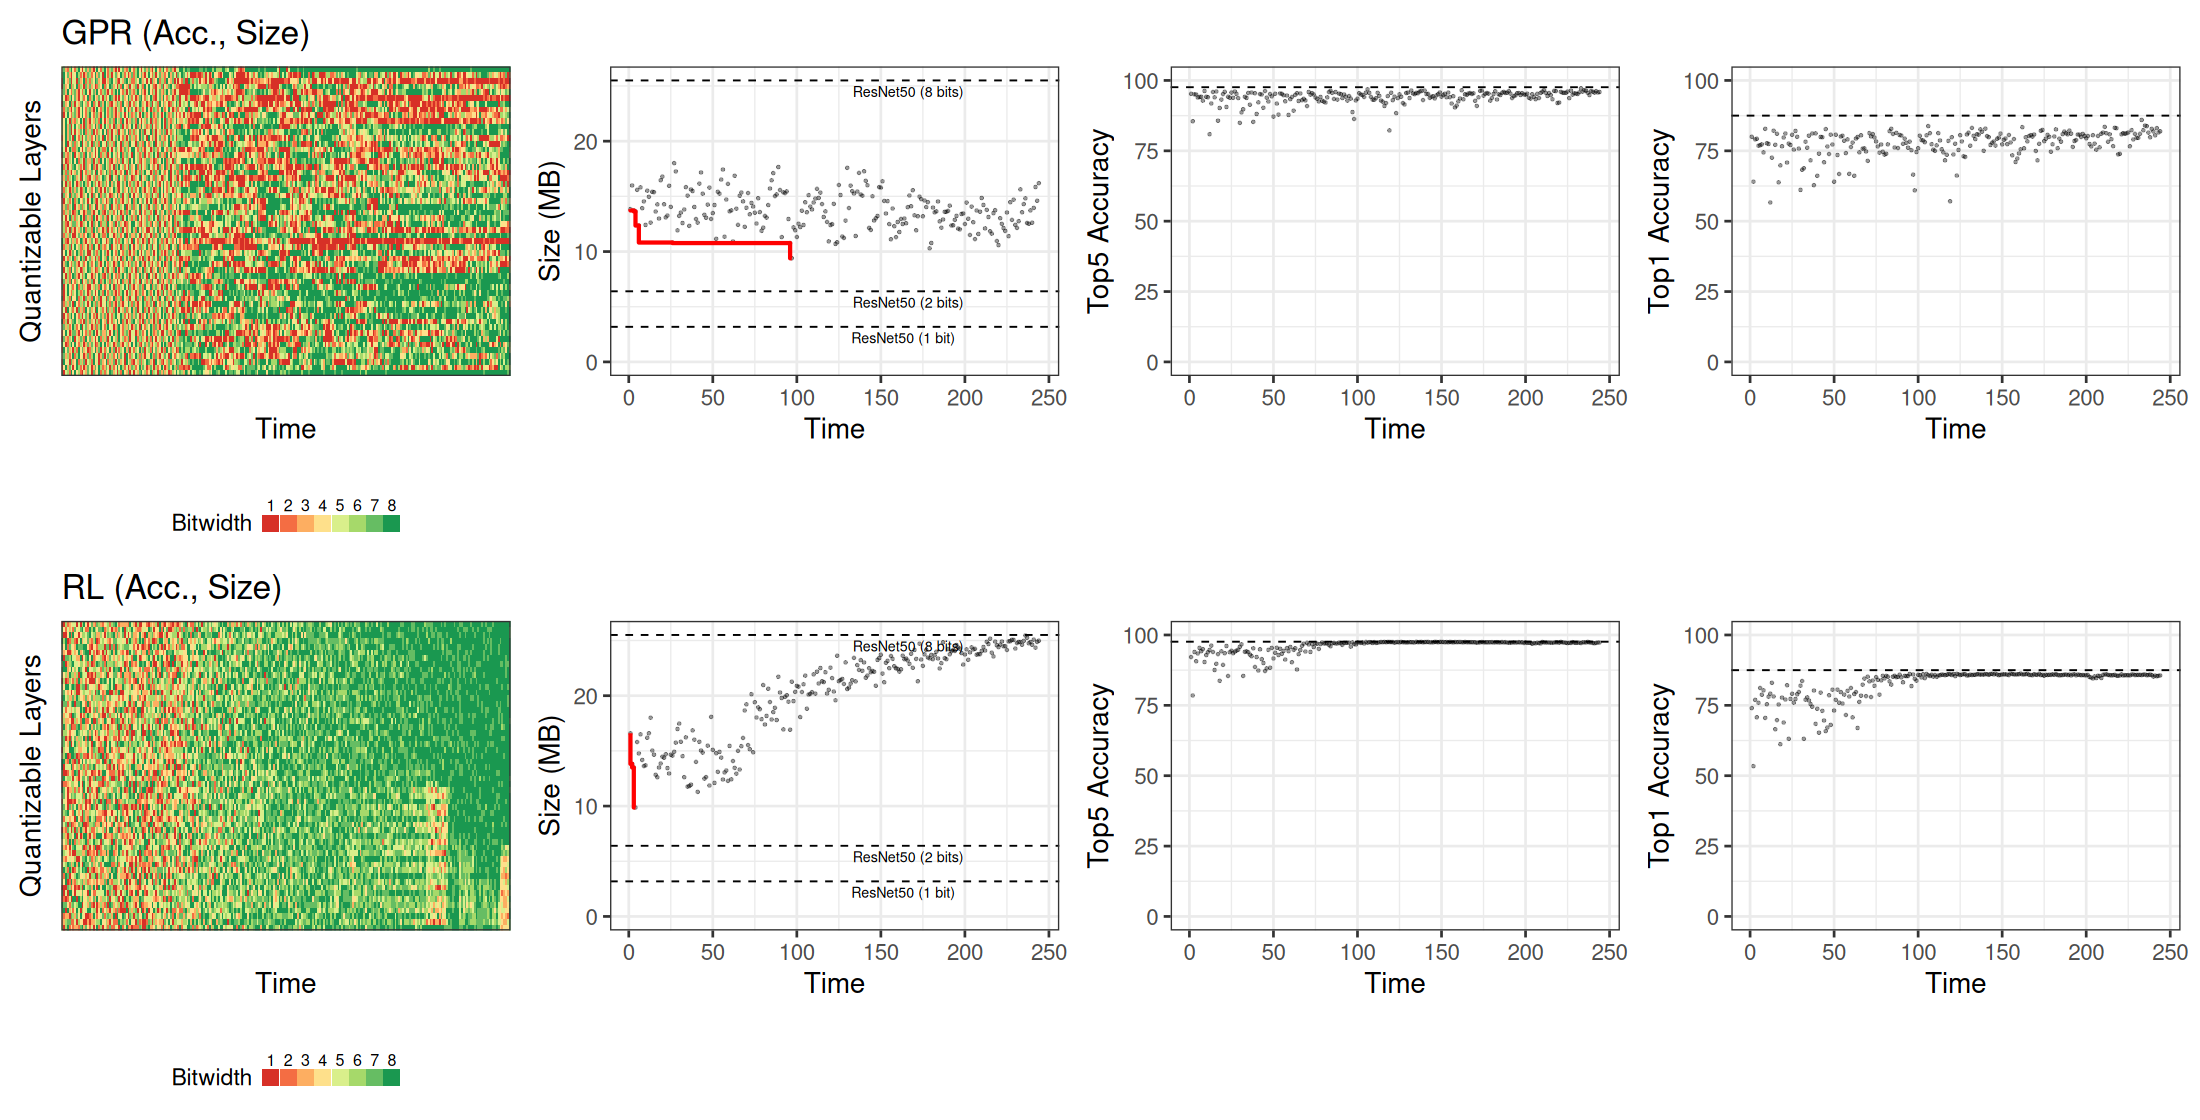 GPR (Acc., Size)
Quantizable Layers
Time
Bitwidth
1 2 3 4 5 6 7 8
Size (MB)
20
10
0
ResNet50 (8 bits)
ResNet50 (2 bits)
ResNet50 (1 bit)
0 50 100 150 200 250
Time
Top5 Accuracy
100
75
50
25
0
0 50 100 150 200 250
Time
Top1 Accuracy
100
75
50
25
0
0 50 100 150 200 250
Time
RL (Acc., Size)
Quantizable Layers
Time
Bitwidth
1 2 3 4 5 6 7 8
Size (MB)
20
10
0
ResNet50 (8 bits)
ResNet50 (2 bits)
ResNet50 (1 bit)
0 50 100 150 200 250
Time
Top5 Accuracy
100
75
50
25
0
0 50 100 150 200 250
Time
Top1 Accuracy
100
75
50
25
0
0 50 100 150 200 250
Time